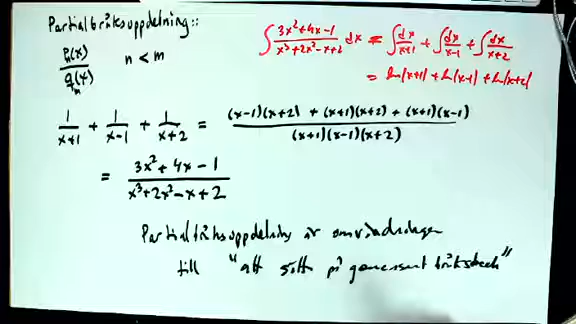 Partialbråksuppdelning::
Pₙ(x)/qₘ(x) n < m
∫ 3x²+4x-1/x³+2x²-x+2 dx = ∫ dx/x+1 + ∫ dx/x-1 + ∫ dx/x+2
= ln|x+1| + ln|x-1| + ln|x+2|
1/x+1 + 1/x-1 + 1/x+2 = (x-1)(x+2) + (x+1)(x+2) + (x+1)(x-1)/(x+1)(x-1)(x+2)
= 3x² + 4x - 1/x³+2x²-x+2
Partialbråksuppdelning är omvändningen
till "att sätta på gemensamt bråkstreck"